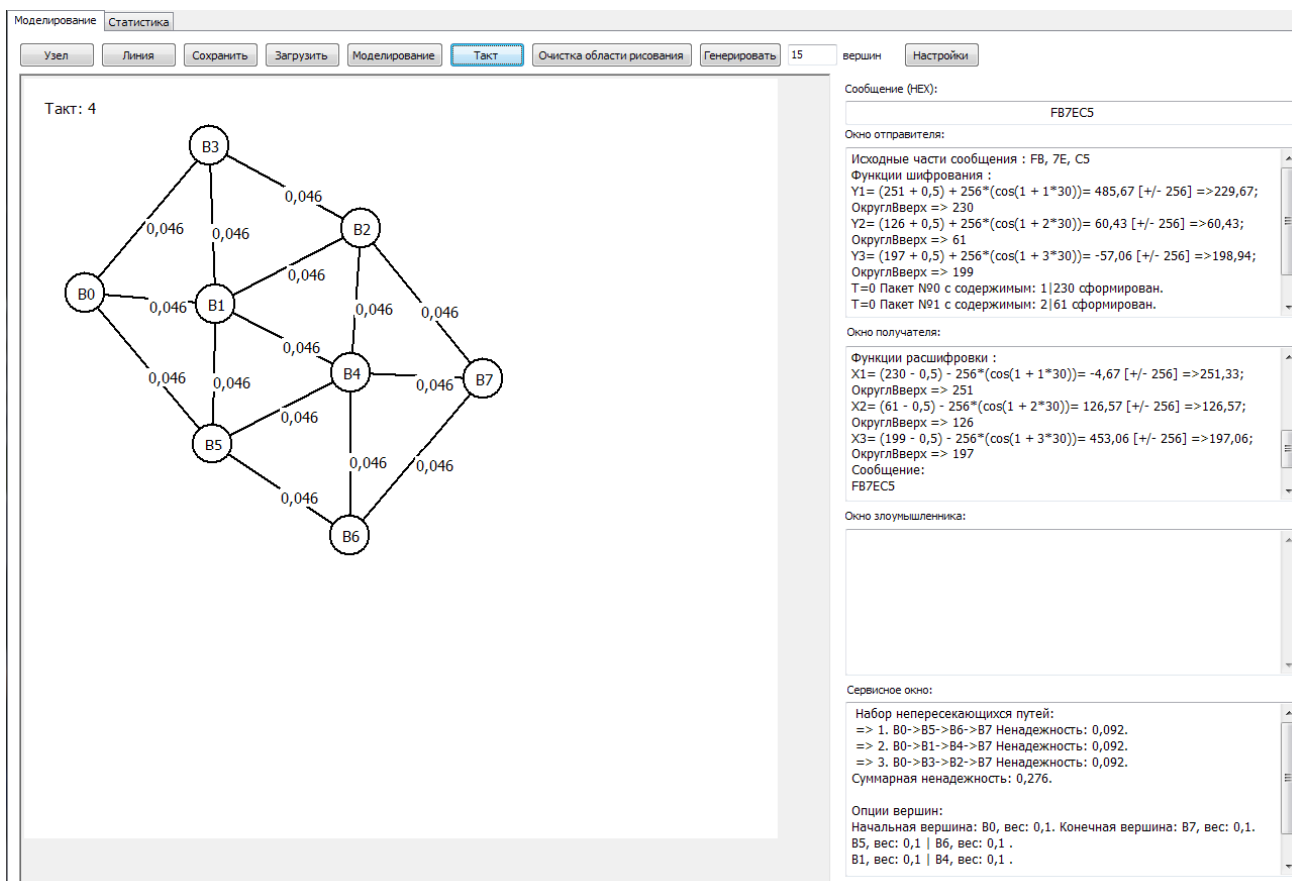 Моделирование Статистика
Узел Линия Сохранить Загрузить Моделирование Такт Очистка области рисования Генерировать 15 вершин Настройки
Такт: 4
B3
0,046
B2
0,046 0,046
0,046
B0 0,046 B1 0,046 0,046
0,046
0,046 0,046 B4 0,046 B7
0,046
B5
0,046 0,046
0,046
B6
Сообщение (HEX):
FB7EC5
Окно отправителя:
Исходные части сообщения : FB, 7E, C5
Функции шифрования :
Y1= (251 + 0,5) + 256*(cos(1 + 1*30))= 485,67 [+/- 256] =>229,67;
ОкруглВверх => 230
Y2= (126 + 0,5) + 256*(cos(1 + 2*30))= 60,43 [+/- 256] =>60,43;
ОкруглВверх => 61
Y3= (197 + 0,5) + 256*(cos(1 + 3*30))= -57,06 [+/- 256] =>198,94;
ОкруглВверх => 199
T=0 Пакет №0 с содержимым: 1|230 сформирован.
T=0 Пакет №1 с содержимым: 2|61 сформирован.
Окно получателя:
Функции расшифровки :
X1= (230 - 0,5) - 256*(cos(1 + 1*30))= -4,67 [+/- 256] =>251,33;
ОкруглВверх => 251
X2= (61 - 0,5) - 256*(cos(1 + 2*30))= 126,57 [+/- 256] =>126,57;
ОкруглВверх => 126
X3= (199 - 0,5) - 256*(cos(1 + 3*30))= 453,06 [+/- 256] =>197,06;
ОкруглВверх => 197
Сообщение:
FB7EC5
Окно злоумышленника:
Сервисное окно:
Набор непересекающихся путей:
=> 1. B0->B5->B6->B7 Ненадежность: 0,092.
=> 2. B0->B1->B4->B7 Ненадежность: 0,092.
=> 3. B0->B3->B2->B7 Ненадежность: 0,092.
Суммарная ненадежность: 0,276.
Опции вершин:
Начальная вершина: B0, вес: 0,1. Конечная вершина: B7, вес: 0,1.
B5, вес: 0,1 | B6, вес: 0,1 .
B1, вес: 0,1 | B4, вес: 0,1 .